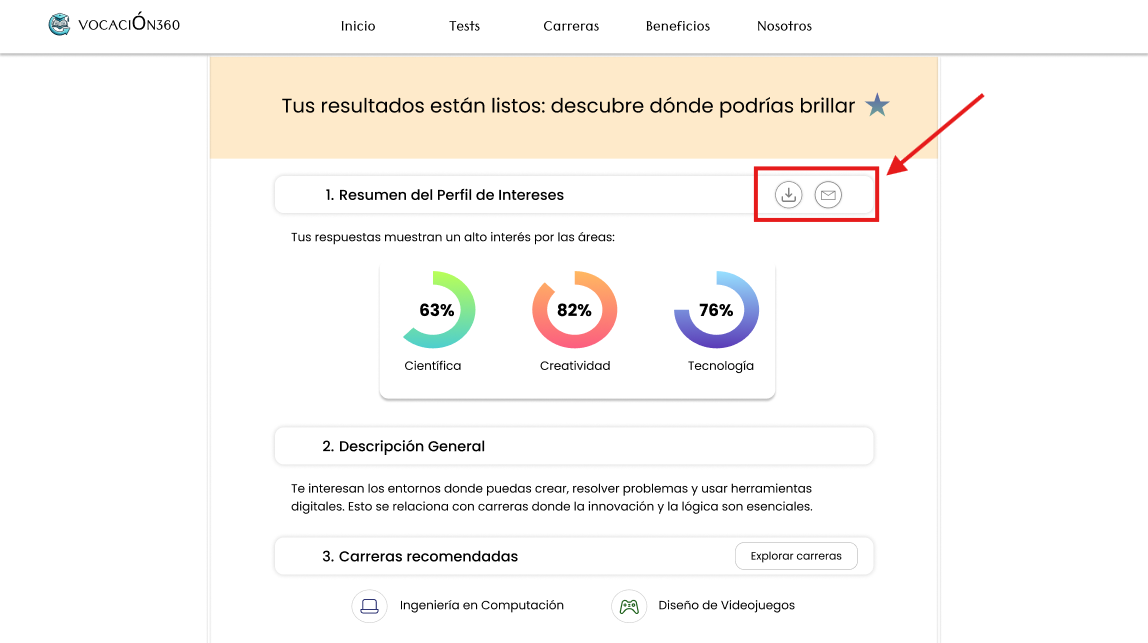 VOCACIÓN360
Inicio
Tests
Carreras
Beneficios
Nosotros
Tus resultados están listos: descubre dónde podrías brillar
1. Resumen del Perfil de Intereses
Tus respuestas muestran un alto interés por las áreas:
63%
82%
76%
Científica
Creatividad
Tecnología
2. Descripción General
Te interesan los entornos donde puedas crear, resolver problemas y usar herramientas
digitales. Esto se relaciona con carreras donde la innovación y la lógica son esenciales.
3. Carreras recomendadas
Explorar carreras
Ingeniería en Computación
Diseño de Videojuegos